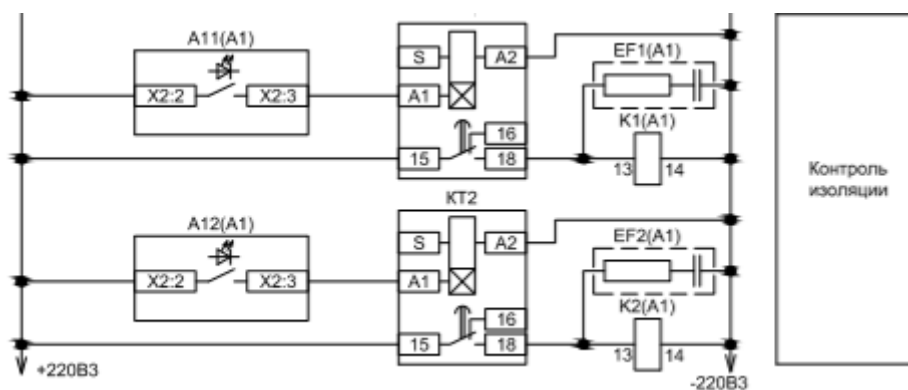 A11(A1)
X2:2
X2:3
S
A2
A1
16
15
18
EF1(A1)
K1(A1)
13
14
КТ2
A12(A1)
X2:2
X2:3
S
A2
A1
16
15
18
EF2(A1)
K2(A1)
13
14
+220В3
-220В3
Контроль
изоляции